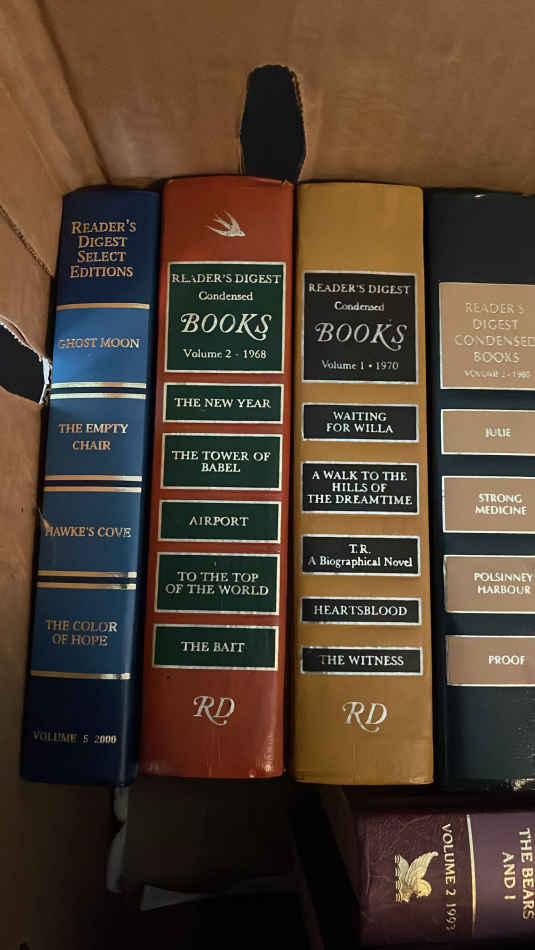 READER'S
DIGEST
SELECT
EDITIONS
GHOST MOON
THE EMPTY
CHAIR
HAWKE'S COVE
THE COLOR
OF HOPE
VOLUME 5 2000
READER'S DIGEST
Condensed
BOOKS
Volume 2 - 1968
THE NEW YEAR
THE TOWER OF
BABEL
AIRPORT
TO THE TOP
OF THE WORLD
THE BAIT
RD
READER'S DIGEST
Condensed
BOOKS
Volume 1 • 1970
WAITING
FOR WILLA
A WALK TO THE
HILLS OF
THE DREAMTIME
T.R.
A Biographical Novel
HEARTSBLOOD
THE WITNESS
RD
READER'S
DIGEST
CONDENSED
BOOKS
JULIE
STRONG
MEDICINE
POLSINNEY
HARBOUR
PROOF
VOLUME 2 1993
THE BEARS
AND I